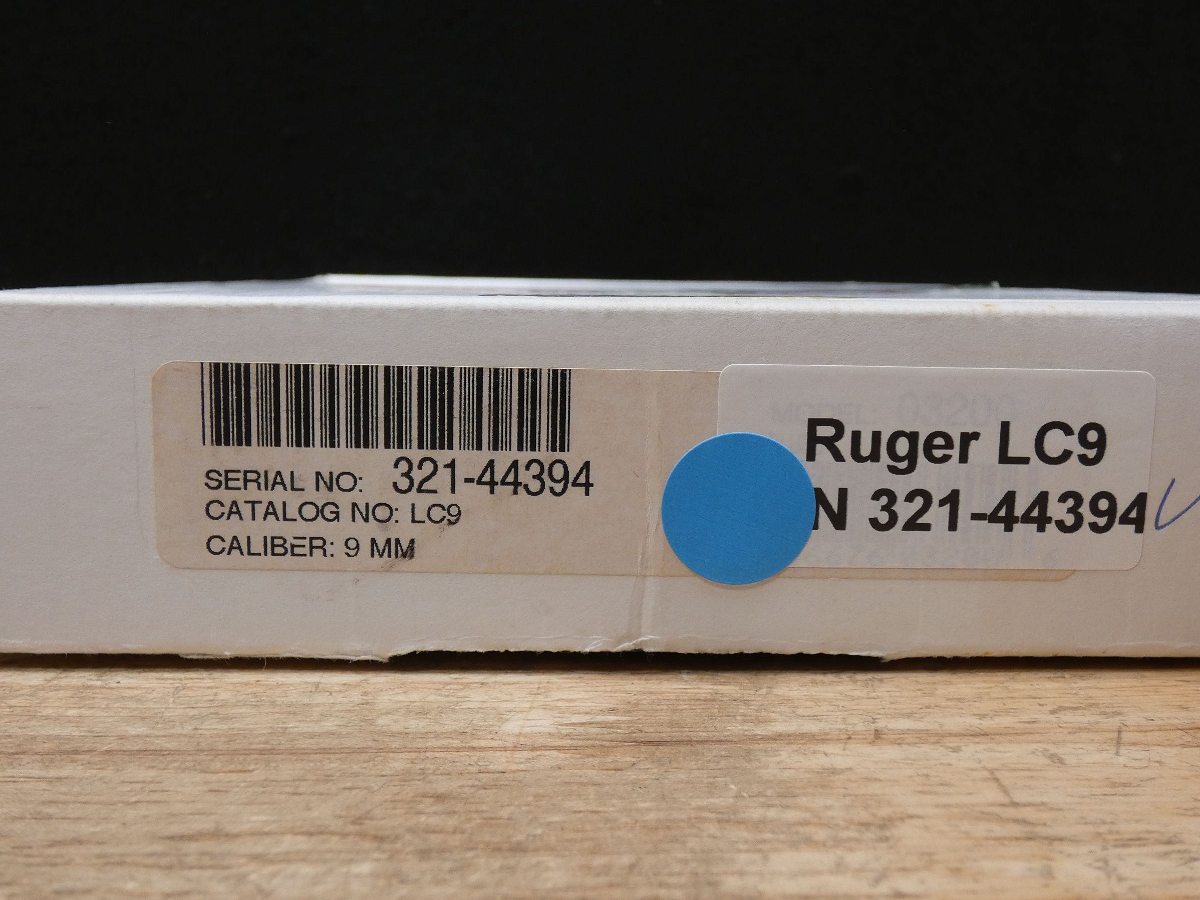 SERIAL NO: 321-44394
CATALOG NO: LC9
CALIBER: 9 MM
Ruger LC9
N 321-44394